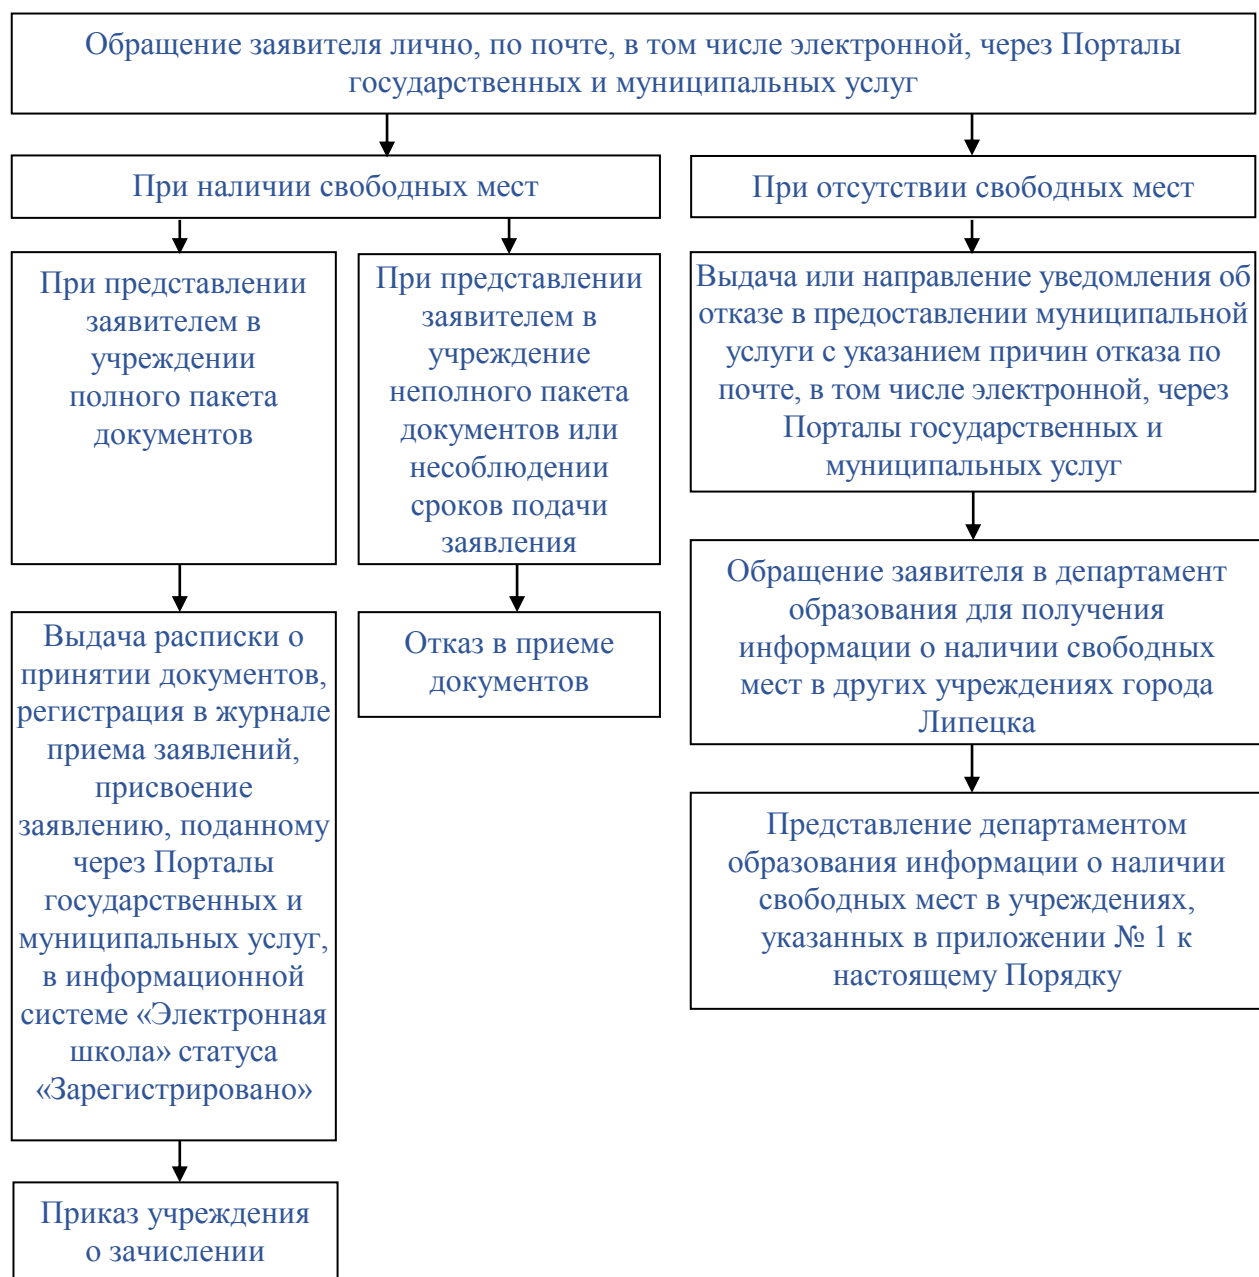 Обращение заявителя лично, по почте, в том числе электронной, через Порталы
государственных и муниципальных услуг
При наличии свободных мест
При отсутствии свободных мест
При представлении
заявителем в
учреждении
полного пакета
документов
При представлении
заявителем в
учреждение
неполного пакета
документов или
несоблюдении
сроков подачи
заявления
Выдача или направление уведомления об
отказе в предоставлении муниципальной
услуги с указанием причин отказа по
почте, в том числе электронной, через
Порталы государственных и
муниципальных услуг
Выдача расписки о
принятии документов,
регистрация в журнале
приема заявлений,
присвоение
заявлению, поданному
через Порталы
государственных и
муниципальных услуг,
в информационной
системе «Электронная
школа» статуса
«Зарегистрировано»
Отказ в приеме
документов
Обращение заявителя в департамент
образования для получения
информации о наличии свободных
мест в других учреждениях города
Липецка
Представление департаментом
образования информации о наличии
свободных мест в учреждениях,
указанных в приложении № 1 к
настоящему Порядку
Приказ учреждения
о зачислении